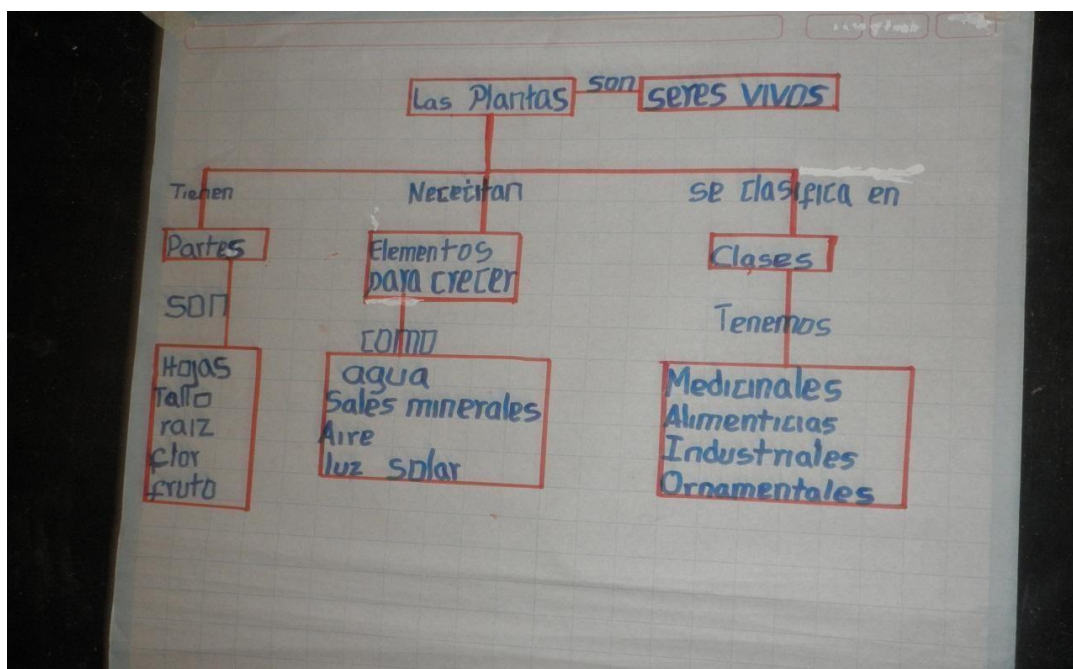 Las Plantas son seres vivos
Tienen
Nececitan
se clasifica en
Partes
Elementos
para crecer
Clases
son
como
Tenemos
Hojas
Tallo
raiz
flor
fruto
agua
Sales minerales
Aire
luz solar
Medicinales
Alimenticias
Industriales
Ornamentales